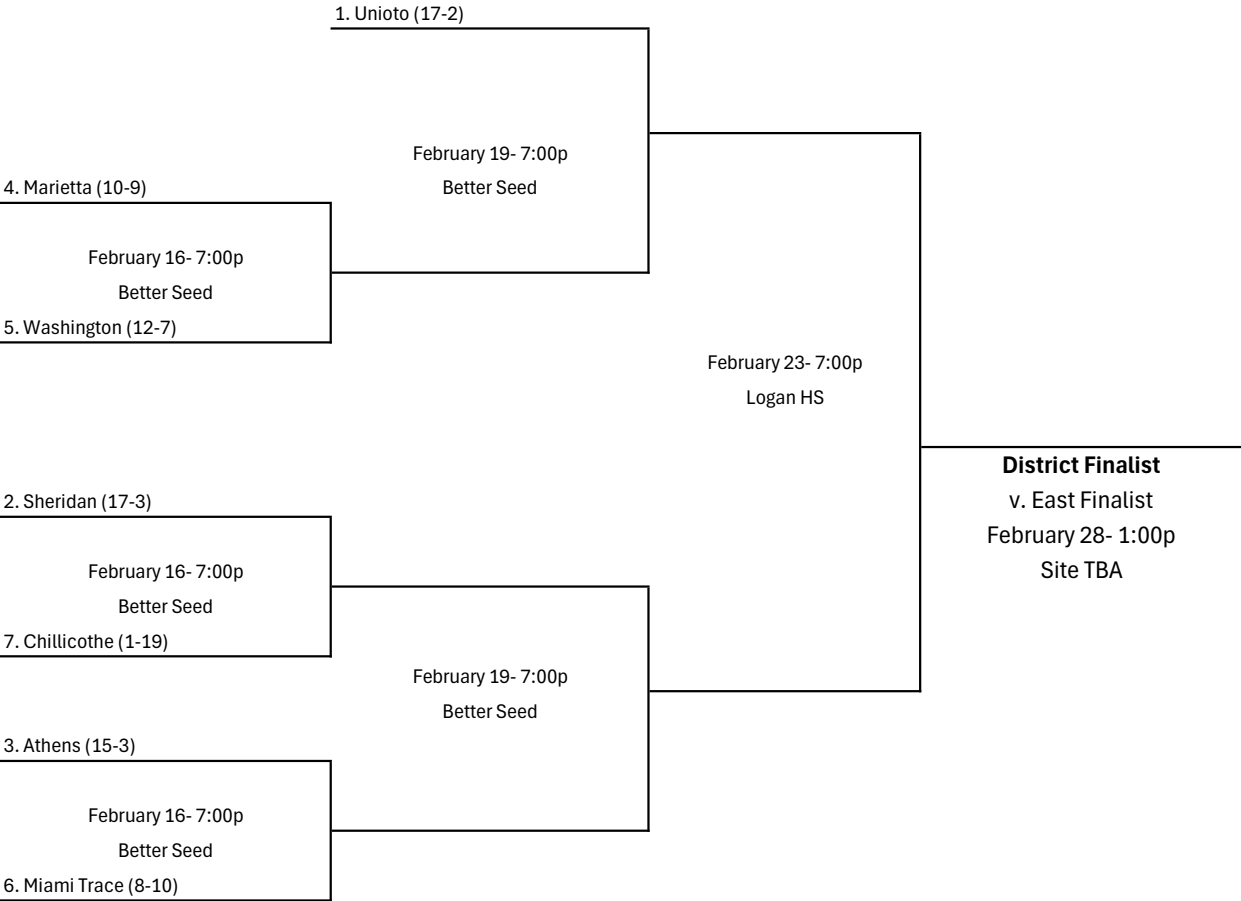 1. Unioto (17-2)
February 19- 7:00p
Better Seed
4. Marietta (10-9)
February 16- 7:00p
Better Seed
5. Washington (12-7)
February 23- 7:00p
Logan HS
District Finalist
v. East Finalist
February 28- 1:00p
Site TBA
2. Sheridan (17-3)
February 16- 7:00p
Better Seed
7. Chillicothe (1-19)
February 19- 7:00p
Better Seed
3. Athens (15-3)
February 16- 7:00p
Better Seed
6. Miami Trace (8-10)